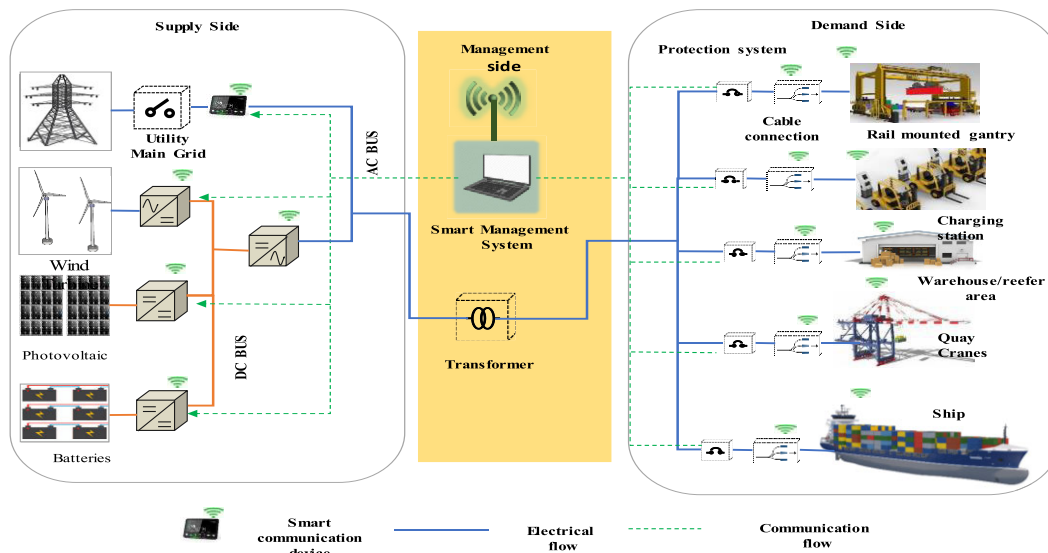 Supply Side
Management
side
Demand Side
Protection system
Utility
Main Grid
AC BUS
Cable
connection
Rail mounted gantry
Smart Management
System
Charging
station
Wind
Warehouse/reefer
area
Photovoltaic
DC BUS
Transformer
Quay
Cranes
Batteries
Ship
Smart
communication
device
Electrical
flow
Communication
flow